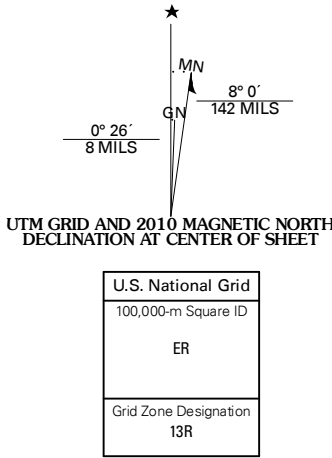 ★
MN
8° 0´
142 MILS
GN
0° 26´
8 MILS
UTM GRID AND 2010 MAGNETIC NORTH
DECLINATION AT CENTER OF SHEET
U.S. National Grid
100,000-m Square ID
ER
Grid Zone Designation
13R